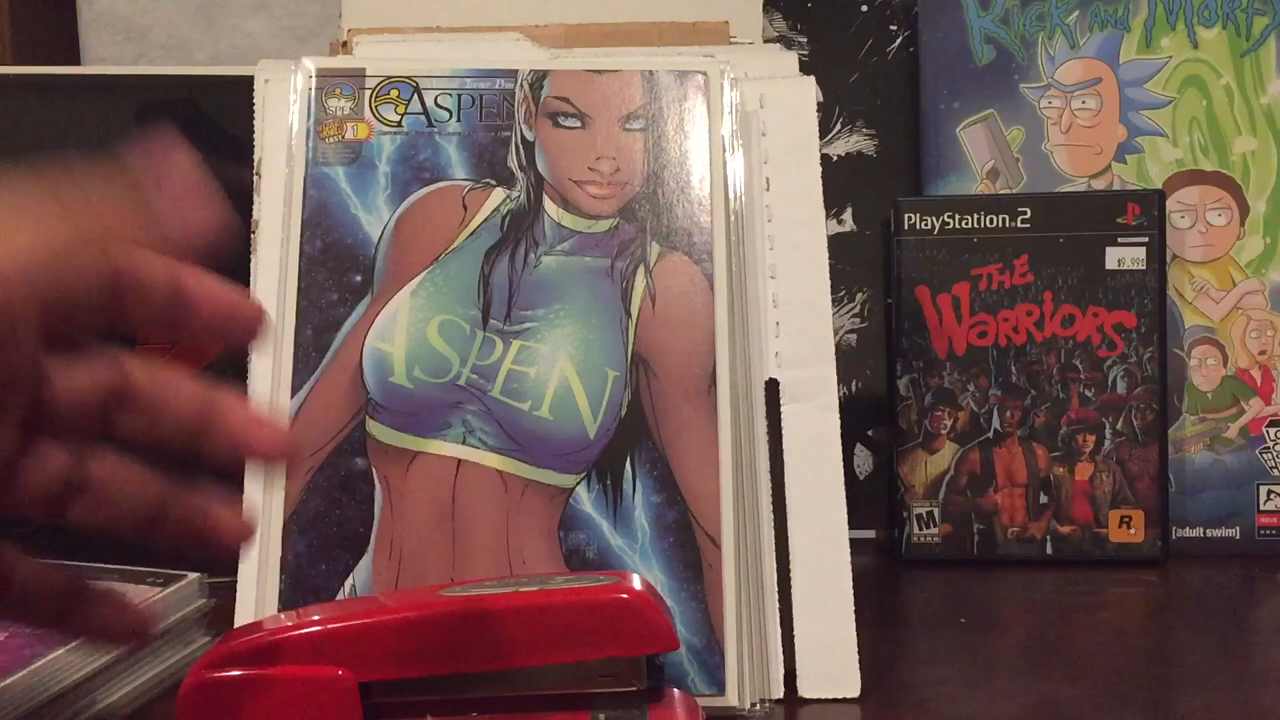 ASPEN
1
ASPEN
RICK AND MORTY
PlayStation®2
$9.99
THE
WARRIORS
M
R
[adult swim]